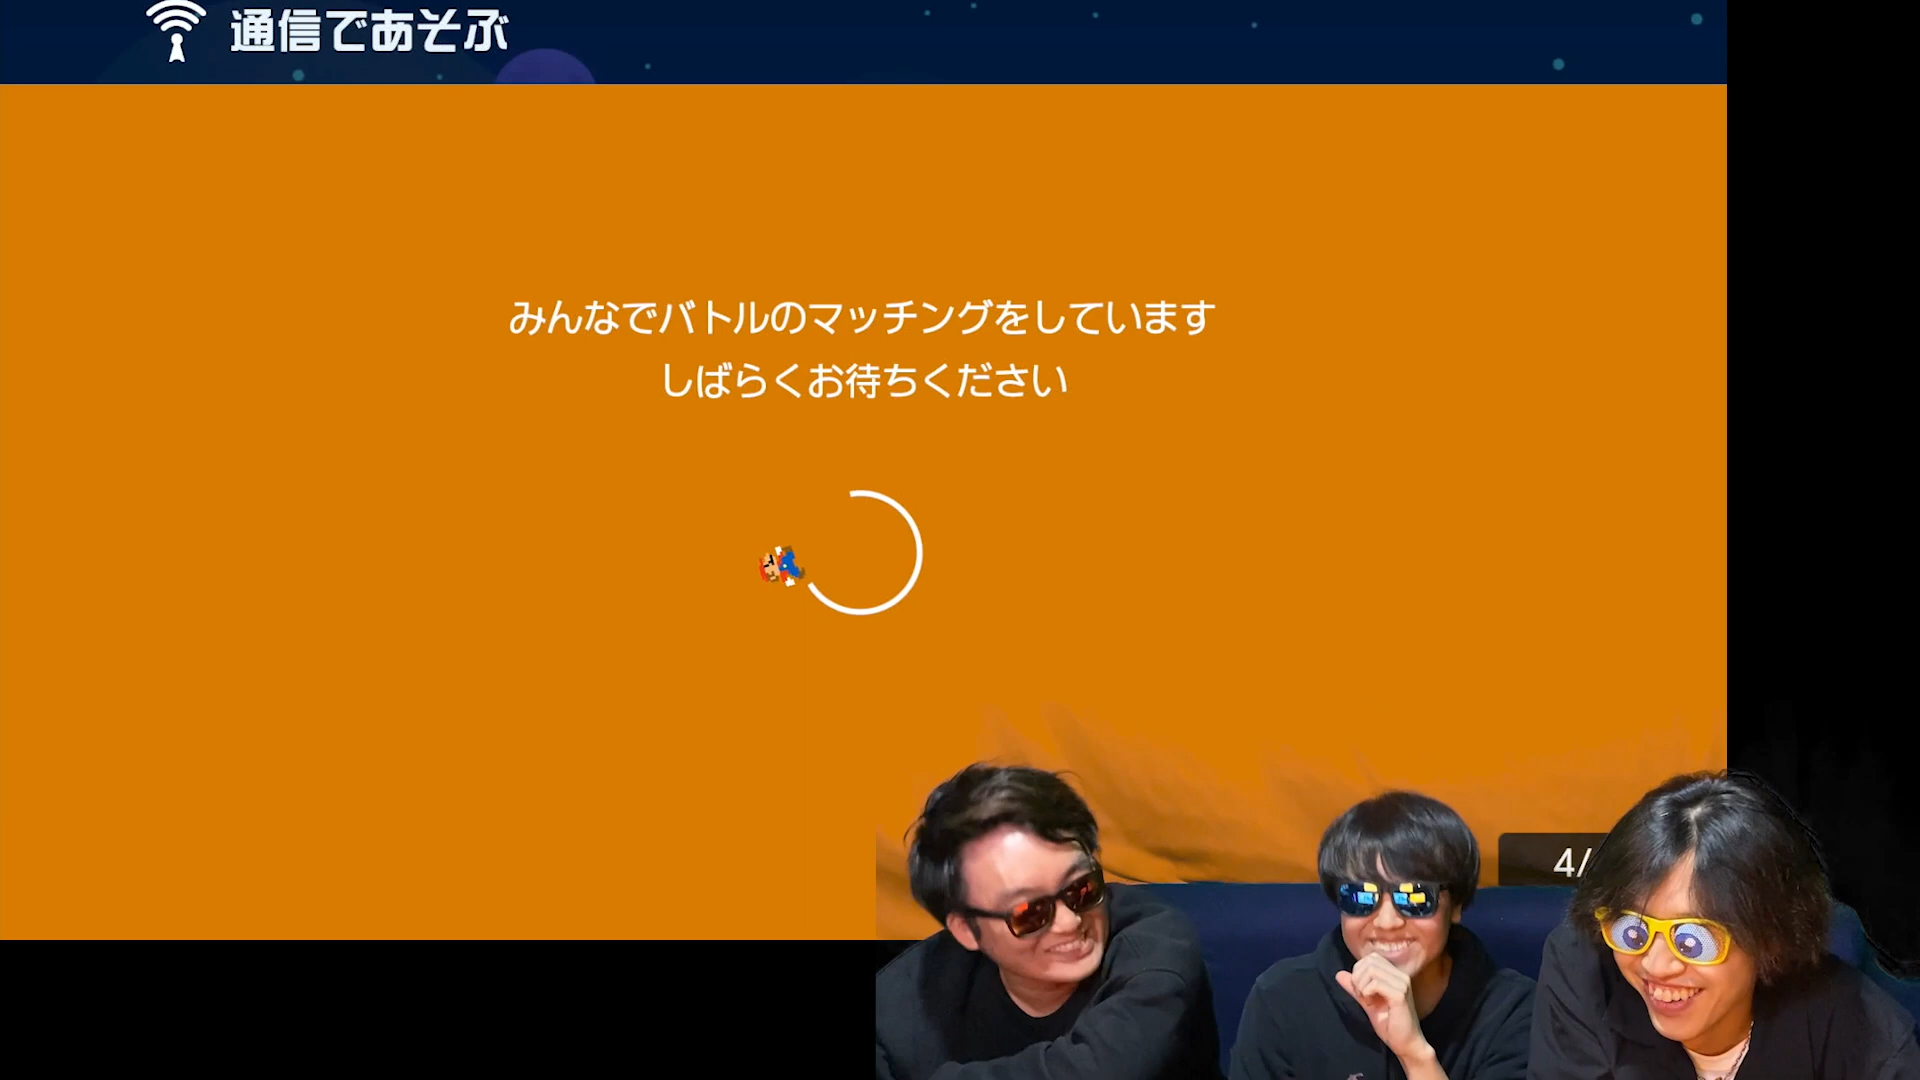 通信であそぶ
みんなでバトルのマッチングをしています
しばらくお待ちください
4/